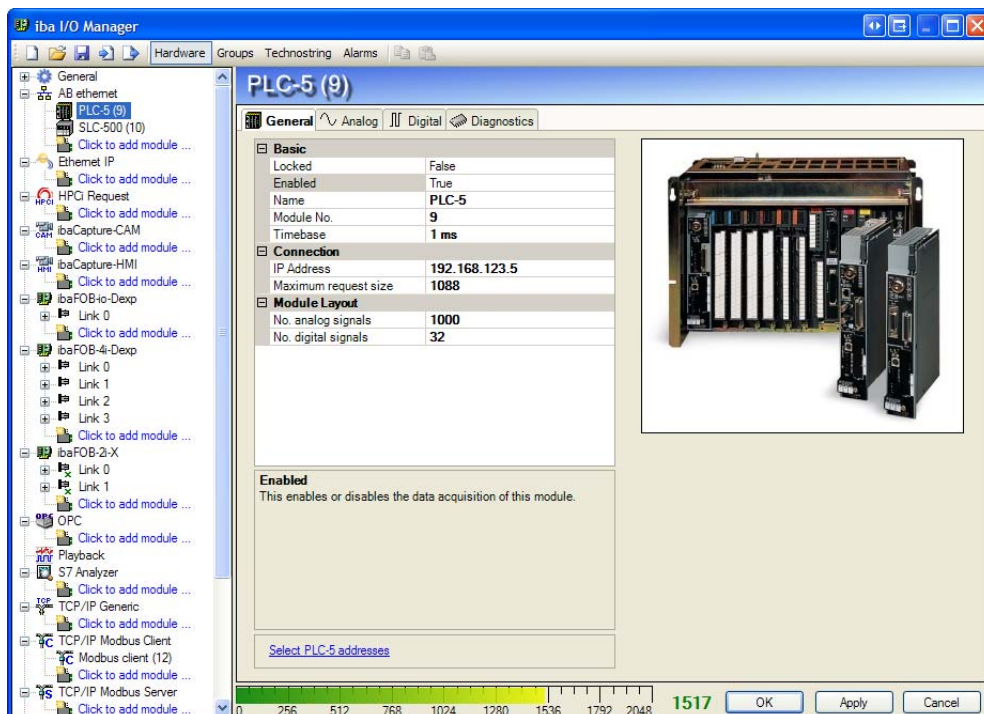 iba I/O Manager
Hardware Groups Technostring Alarms
General
AB ethernet
PLC-5 (9)
SLC-500 (10)
Click to add module ...
Ethernet IP
Click to add module ...
HPCi Request
Click to add module ...
ibaCapture-CAM
Click to add module ...
ibaCapture-HMI
Click to add module ...
ibaFOB-io-Dexp
Link 0
Click to add module ...
ibaFOB-4i-Dexp
Link 0
Link 1
Link 2
Link 3
Click to add module ...
ibaFOB-2i-X
Link 0
Link 1
Click to add module ...
OPC
Click to add module ...
Playback
S7 Analyzer
Click to add module ...
TCP/IP Generic
Click to add module ...
TCP/IP Modbus Client
Modbus client (12)
Click to add module ...
TCP/IP Modbus Server
Click to add module ...
PLC-5 (9)
General Analog Digital Diagnostics
Basic
Locked False
Enabled True
Name PLC-5
Module No. 9
Timebase 1 ms
Connection
IP Address 192.168.123.5
Maximum request size 1088
Module Layout
No. analog signals 1000
No. digital signals 32
Enabled
This enables or disables the data acquisition of this module.
Select PLC-5 addresses
0 256 512 768 1024 1280 1536 1792 2048
1517 OK Apply Cancel